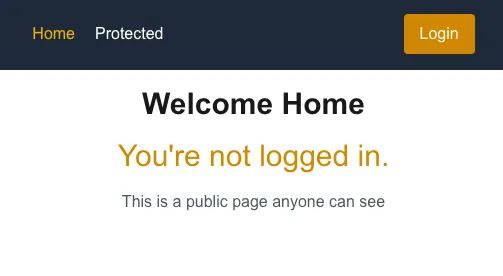 Home Protected Login
Welcome Home
You're not logged in.
This is a public page anyone can see